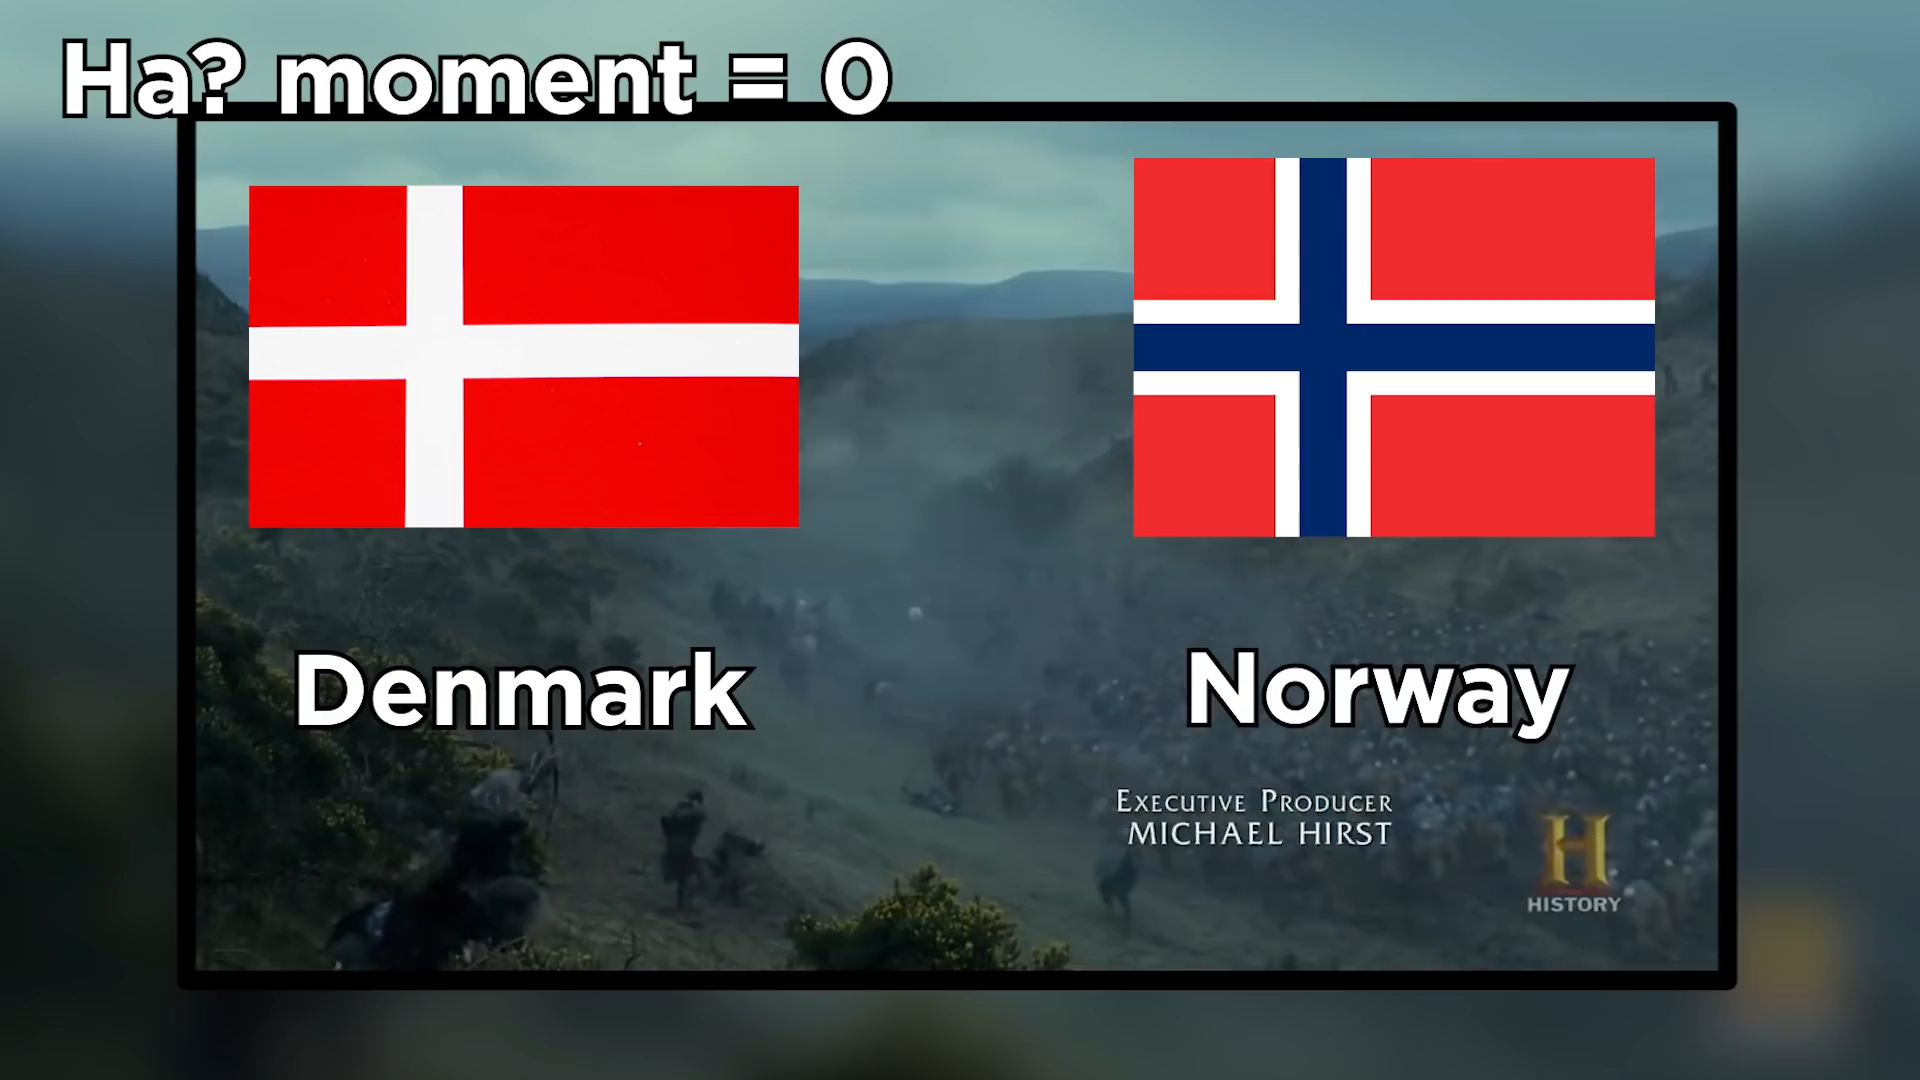 Ha? moment = 0
Denmark
Norway
EXECUTIVE PRODUCER
MICHAEL HIRST
H
HISTORY